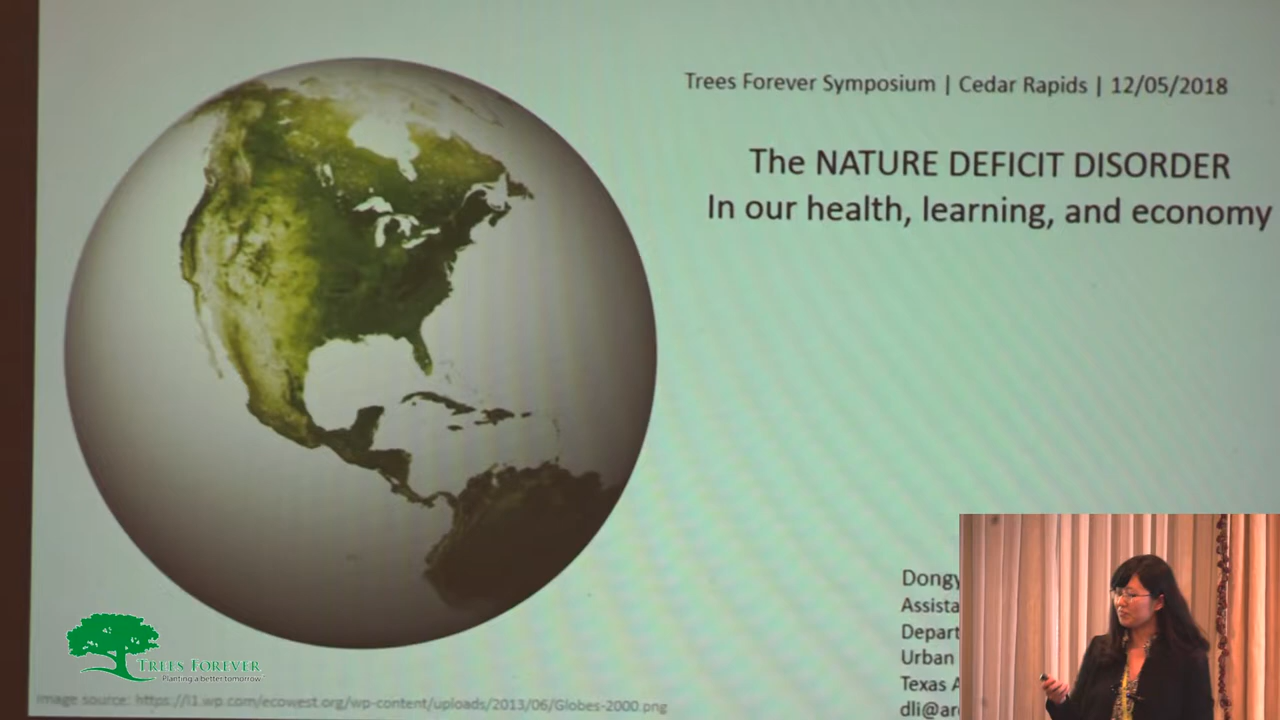 Trees Forever Symposium | Cedar Rapids | 12/05/2018
The NATURE DEFICIT DISORDER
In our health, learning, and economy
Dongy
Assista
Depart
Urban
Texas A
dli@ar
TREES FOREVER
Planting a better tomorrow
Image source: https://i1.wp.com/ecowest.org/wp-content/uploads/2013/06/Globes-2000.png